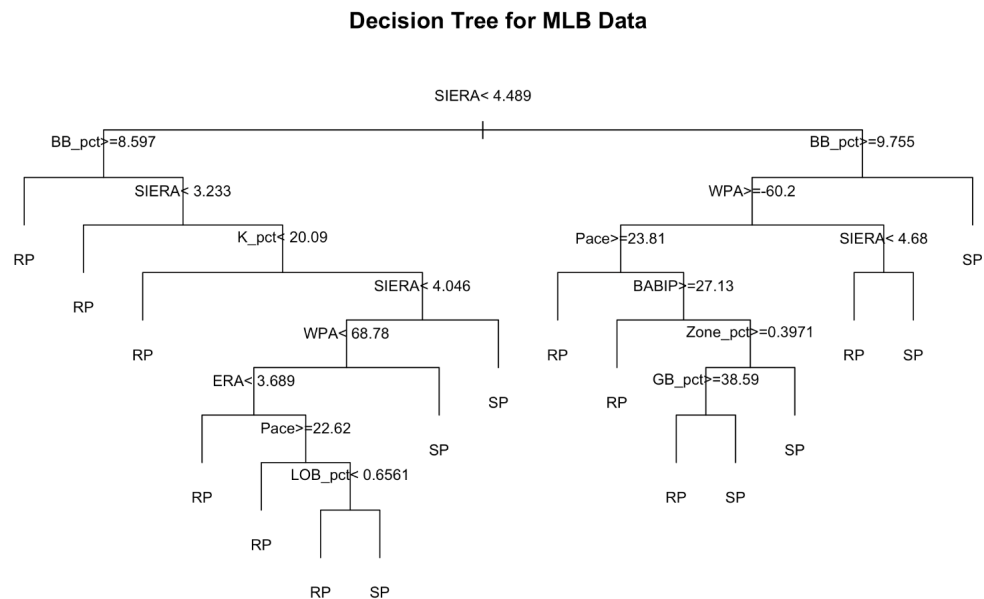 Decision Tree for MLB Data
SIERA< 4.489
BB_pct>=8.597
BB_pct>=9.755
SIERA< 3.233
WPA>=-60.2
K_pct< 20.09
Pace>=23.81
SIERA< 4.68
RP
SP
SIERA< 4.046
BABIP>=27.13
RP
WPA< 68.78
Zone_pct>=0.3971
RP
RP
RP
SP
ERA< 3.689
GB_pct>=38.59
SP
RP
Pace>=22.62
SP
SP
LOB_pct< 0.6561
RP
RP
SP
RP
RP
SP